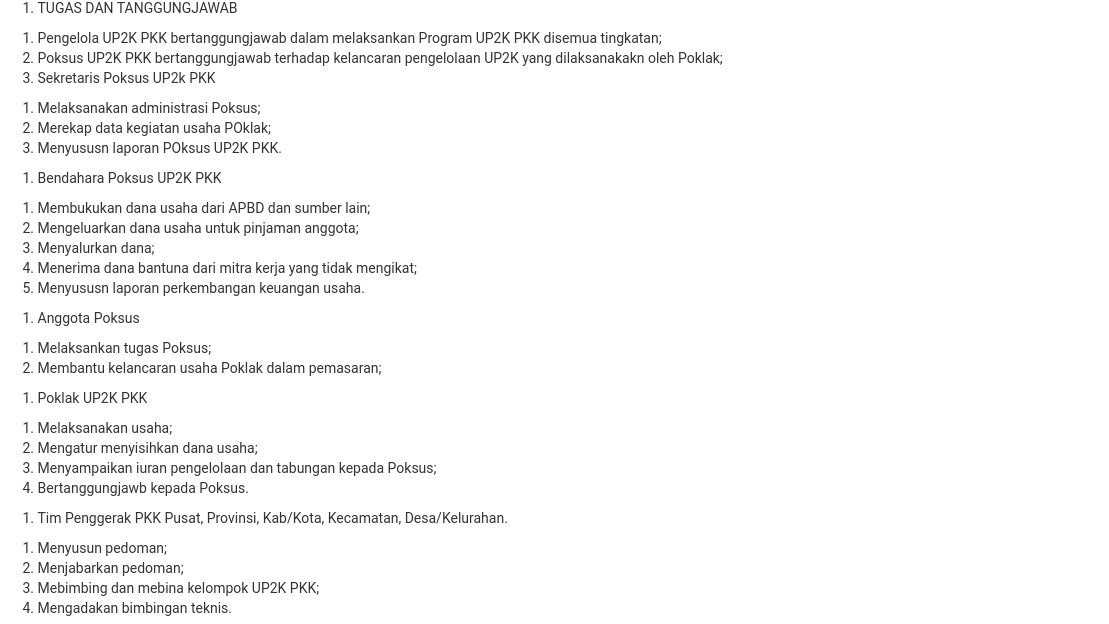 1. TUGAS DAN TANGGUNGJAWAB
1. Pengelola UP2K PKK bertanggungjawab dalam melaksankan Program UP2K PKK disemua tingkatan;
2. Poksus UP2K PKK bertanggungjawab terhadap kelancaran pengelolaan UP2K yang dilaksanakakn oleh Poklak;
3. Sekretaris Poksus UP2k PKK
1. Melaksanakan administrasi Poksus;
2. Merekap data kegiatan usaha POklak;
3. Menyususn laporan POksus UP2K PKK.
1. Bendahara Poksus UP2K PKK
1. Membukukan dana usaha dari APBD dan sumber lain;
2. Mengeluarkan dana usaha untuk pinjaman anggota;
3. Menyalurkan dana;
4. Menerima dana bantuna dari mitra kerja yang tidak mengikat;
5. Menyususn laporan perkembangan keuangan usaha.
1. Anggota Poksus
1. Melaksankan tugas Poksus;
2. Membantu kelancaran usaha Poklak dalam pemasaran;
1. Poklak UP2K PKK
1. Melaksanakan usaha;
2. Mengatur menyisihkan dana usaha;
3. Menyampaikan iuran pengelolaan dan tabungan kepada Poksus;
4. Bertanggungjawb kepada Poksus.
1. Tim Penggerak PKK Pusat, Provinsi, Kab/Kota, Kecamatan, Desa/Kelurahan.
1. Menyusun pedoman;
2. Menjabarkan pedoman;
3. Mebimbing dan mebina kelompok UP2K PKK;
4. Mengadakan bimbingan teknis.